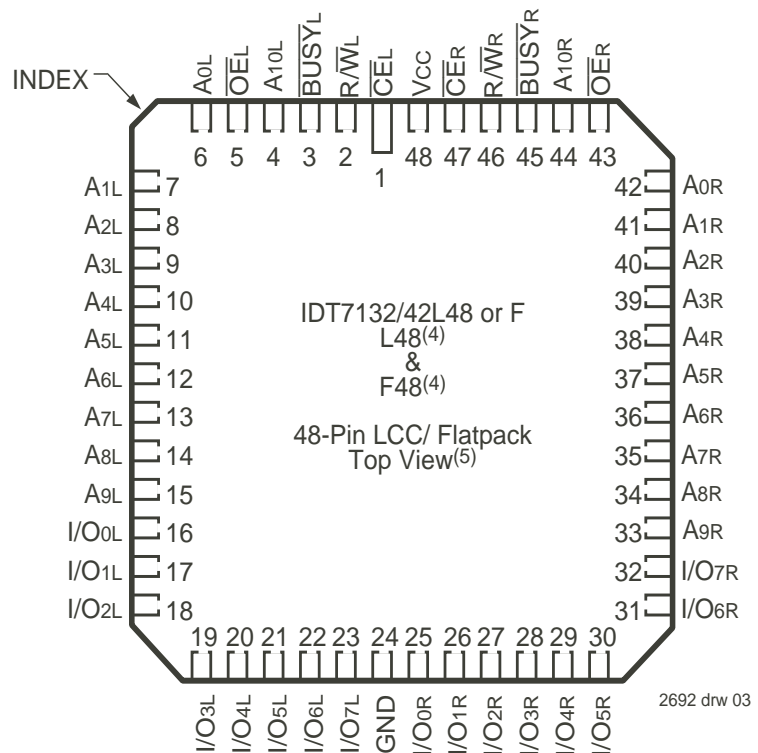 INDEX
A0L
OEL
A10L
BUSYL
R/WL
CEL
VCC
CER
R/WR
BUSYR
A10R
OER
6
5
4
3
2
1
48
47
46
45
44
43
A1L 7
A2L 8
A3L 9
A4L 10
A5L 11
A6L 12
A7L 13
A8L 14
A9L 15
I/O0L 16
I/O1L 17
I/O2L 18
IDT7132/42L48 or F
L48(4)
&
F48(4)
48-Pin LCC/ Flatpack
Top View(5)
42 A0R
41 A1R
40 A2R
39 A3R
38 A4R
37 A5R
36 A6R
35 A7R
34 A8R
33 A9R
32 I/O7R
31 I/O6R
19
20
21
22
23
24
25
26
27
28
29
30
I/O3L
I/O4L
I/O5L
I/O6L
I/O7L
GND
I/O0R
I/O1R
I/O2R
I/O3R
I/O4R
I/O5R
2692 drw 03